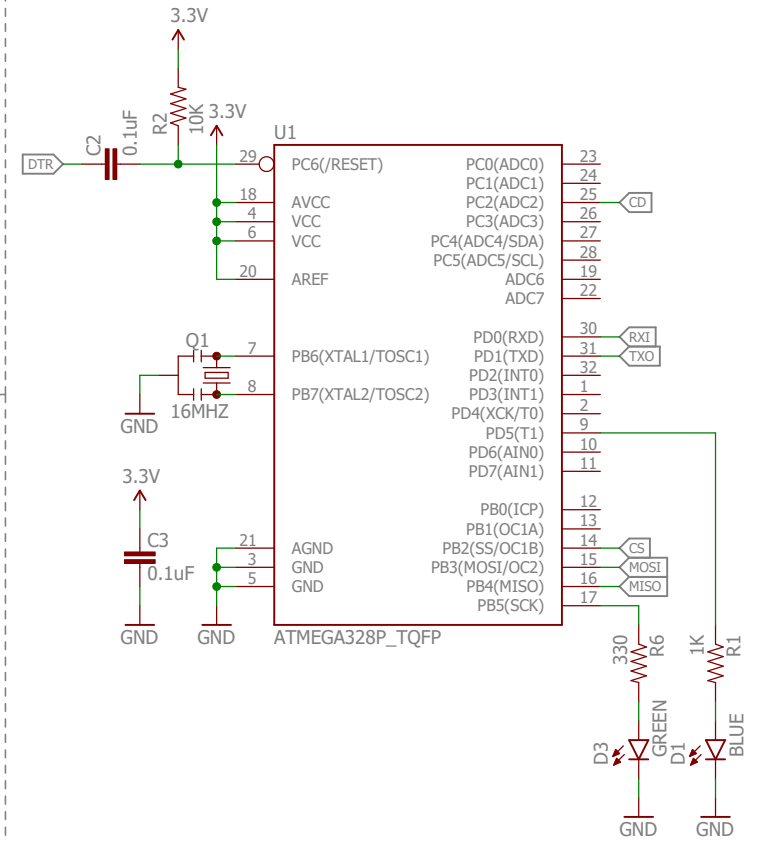 3.3V
R2
10K
3.3V
DTR
C2
0.1uF
U1
29 PC6(/RESET)
18 AVCC
4 VCC
6 VCC
20 AREF
Q1
7 PB6(XTAL1/TOSC1)
8 PB7(XTAL2/TOSC2)
16MHZ
GND
3.3V
C3
0.1uF
GND
21 AGND
3 GND
5 GND
GND
ATMEGA328P_TQFP
PC0(ADC0) 23
PC1(ADC1) 24
PC2(ADC2) 25 CD
PC3(ADC3) 26
PC4(ADC4/SDA) 27
PC5(ADC5/SCL) 28
ADC6 19
ADC7 22
PD0(RXD) 30 RXI
PD1(TXD) 31 TXO
PD2(INT0) 32
PD3(INT1) 1
PD4(XCK/T0) 2
PD5(T1) 9
PD6(AIN0) 10
PD7(AIN1) 11
PB0(ICP) 12
PB1(OC1A) 13
PB2(SS/OC1B) 14 CS
PB3(MOSI/OC2) 15 MOSI
PB4(MISO) 16 MISO
PB5(SCK) 17
330
R6
1K
R1
D3
GREEN
D1
BLUE
GND
GND